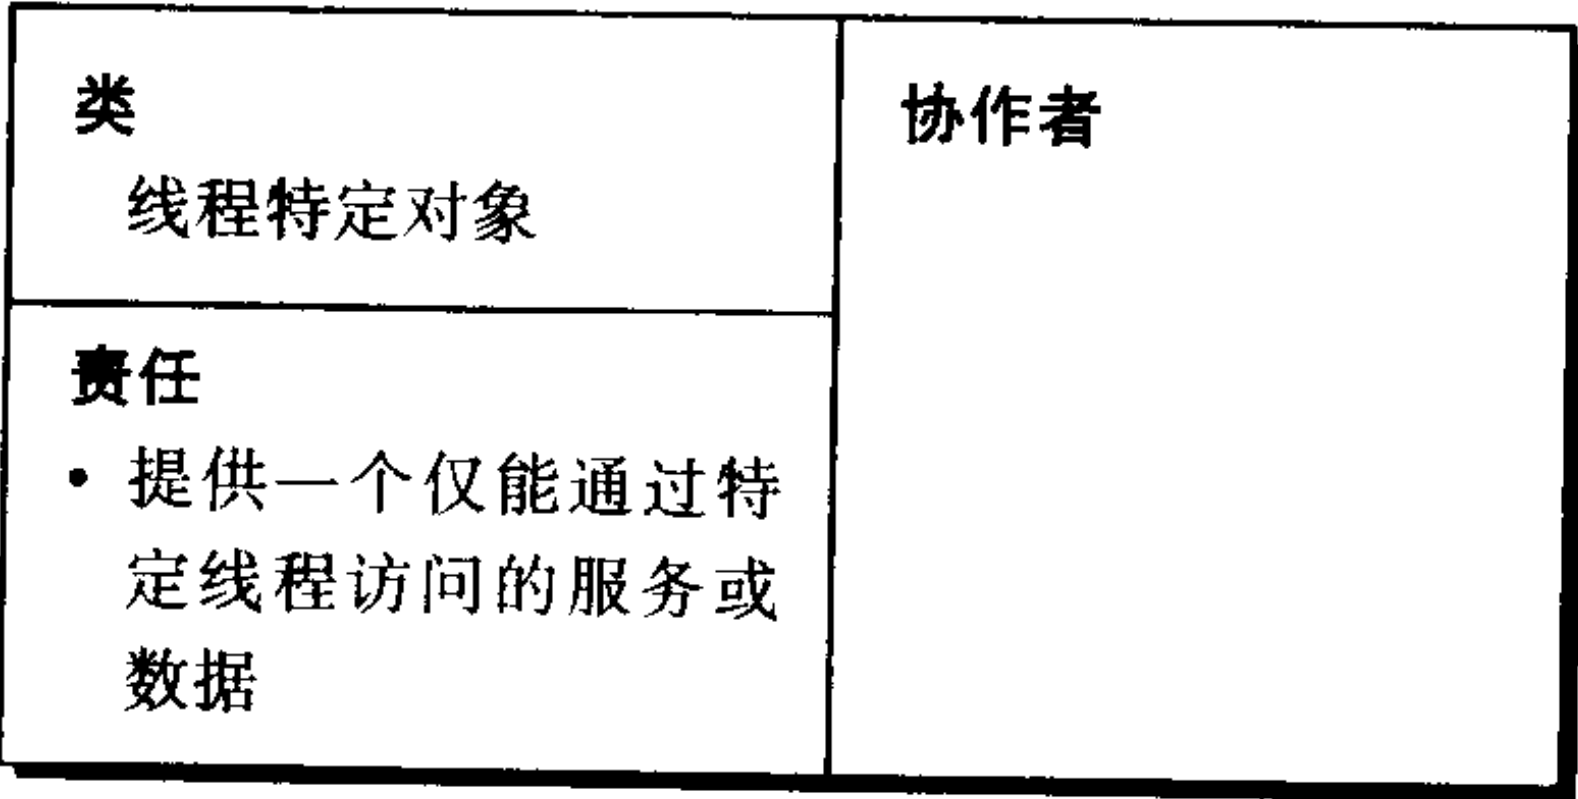 类
线程特定对象
协作者
责任
• 提供一个仅能通过特
定线程访问的服务或
数据